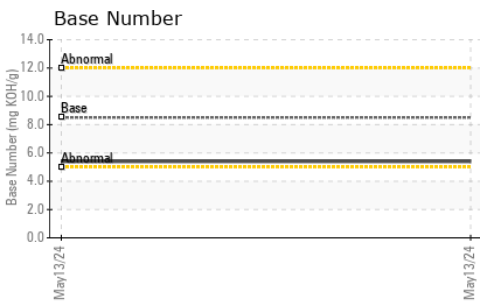 Base Number
14.0
Abnormal
12.0
10.0
Base
8.0
6.0
Abnormal
4.0
2.0
0.0
Base Number (mg KOH/g)
May13/24
May13/24